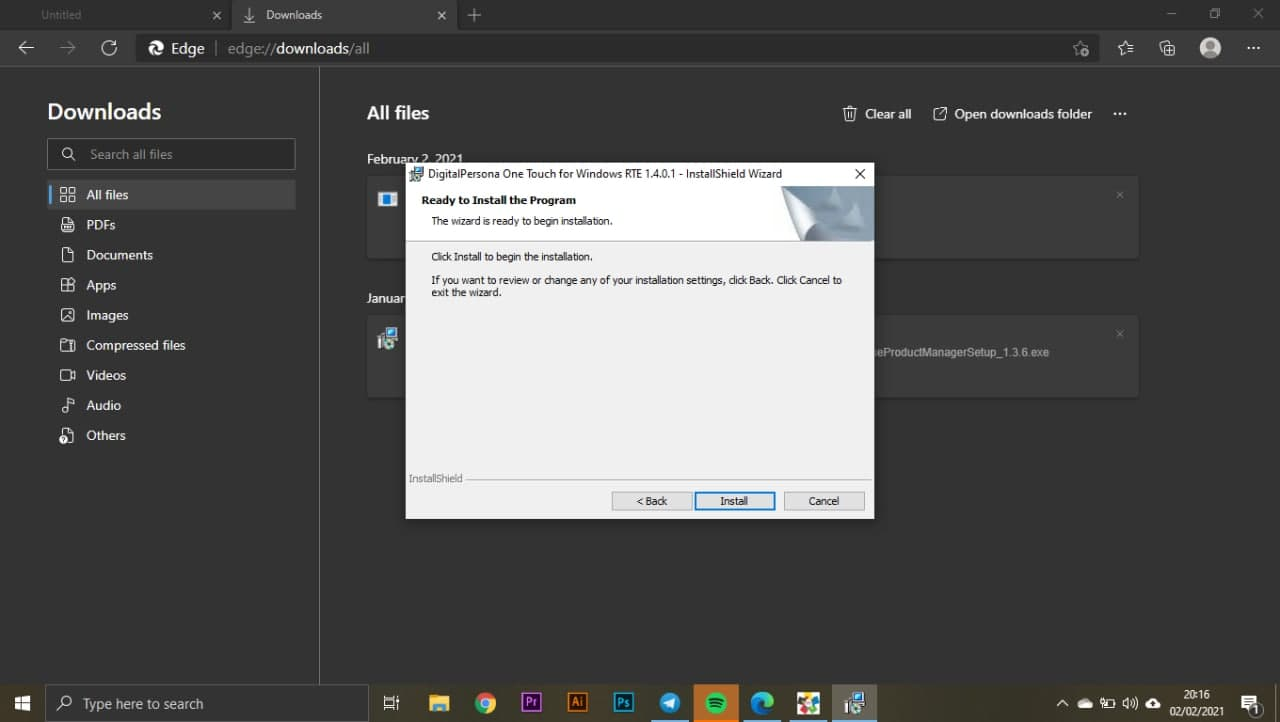 Untitled
Downloads
Edge
edge://downloads/all
Downloads
Search all files
All files
PDFs
Documents
Apps
Images
Compressed files
Videos
Audio
Others
All files
Clear all
Open downloads folder
February 2, 2021
DigitalPersona One Touch for Windows RTE 1.4.0.1 - InstallShield Wizard
Ready to Install the Program
The wizard is ready to begin installation.
Click Install to begin the installation.
If you want to review or change any of your installation settings, click Back. Click Cancel to
exit the wizard.
InstallShield
< Back
Install
Cancel
Januar
eProductManagerSetup_1.3.6.exe
Type here to search
Pr
Ai
Ps
20:16
02/02/2021
1